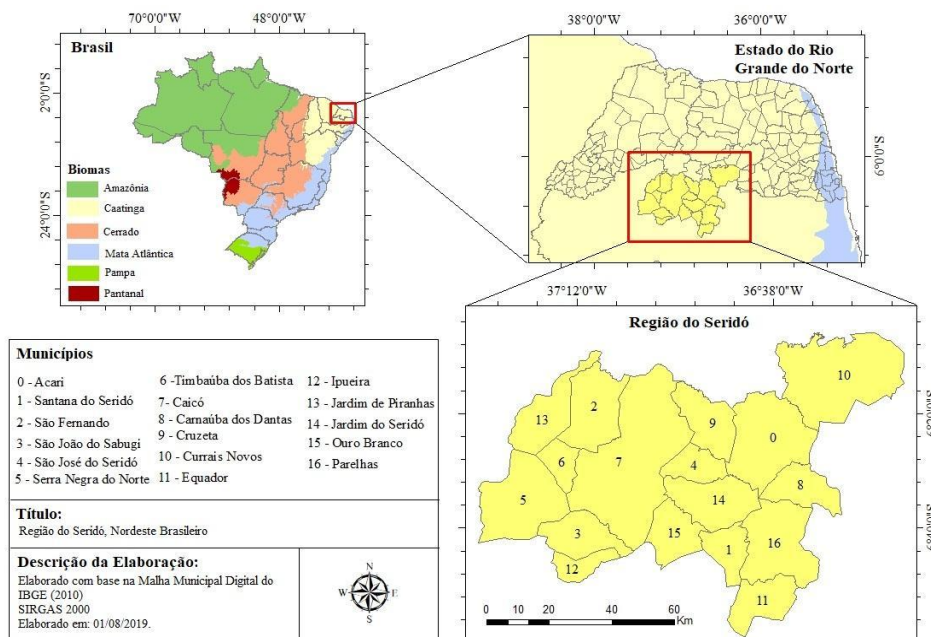 70°0'0"W 48°0'0"W
Brasil
2°0'0"S
24°0'0"S
Biomas
Amazônia
Caatinga
Cerrado
Mata Atlântica
Pampa
Pantanal
38°0'0"W 36°0'0"W
Estado do Rio
Grande do Norte
6°0'0"S
37°12'0"W 36°38'0"W
Região do Seridó
10
13
2
9
0
6
7
4
8
5
14
3
15
1
16
12
11
0 10 20 40 60
Km
Municípios
0 - Acari
1 - Santana do Seridó
2 - São Fernando
3 - São João do Sabugi
4 - São José do Seridó
5 - Serra Negra do Norte
6 -Timbaúba dos Batista
7- Caicó
8 - Carnaúba dos Dantas
9 - Cruzeta
10 - Currais Novos
11 - Equador
12 - Ipueira
13 - Jardim de Piranhas
14 - Jardim do Seridó
15 - Ouro Branco
16 - Parelhas
Título:
Região do Seridó, Nordeste Brasileiro
Descrição da Elaboração:
Elaborado com base na Malha Municipal Digital do
IBGE (2010)
SIRGAS 2000
Elaborado em: 01/08/2019.
N
W E
S